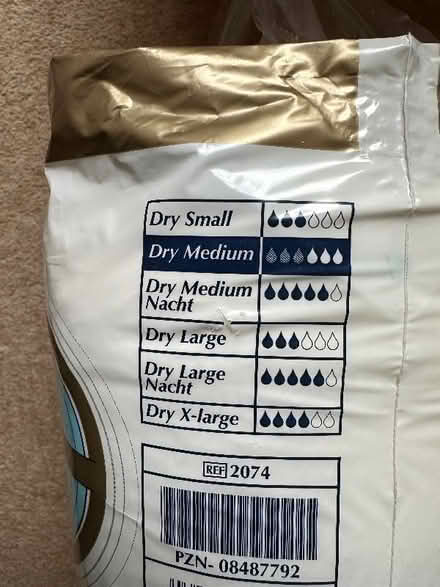 Dry Small
Dry Medium
Dry Medium
Nacht
Dry Large
Dry Large
Nacht
Dry X-large
REF 2074
PZN- 08487792